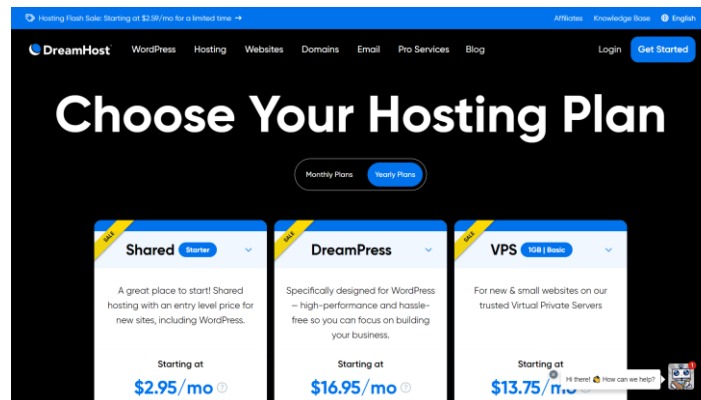 Hosting Flash Sale: Starting at $2.59/mo for a limited time →
Affiliates Knowledge Base English
DreamHost WordPress Hosting Websites Domains Email Pro Services Blog Login Get Started
Choose Your Hosting Plan
Monthly Plans Yearly Plans
SALE
Shared Starter
A great place to start! Shared
hosting with an entry level price for
new sites, including WordPress.
Starting at
$2.95/mo ?
SALE
DreamPress
Specifically designed for WordPress
– high-performance and hassle-
free so you can focus on building
your business.
Starting at
$16.95/mo ?
SALE
VPS 1GB | Basic
For new & small websites on our
trusted Virtual Private Servers
Starting at
$13.75/mo
Hi there! 👋 How can we help?
1